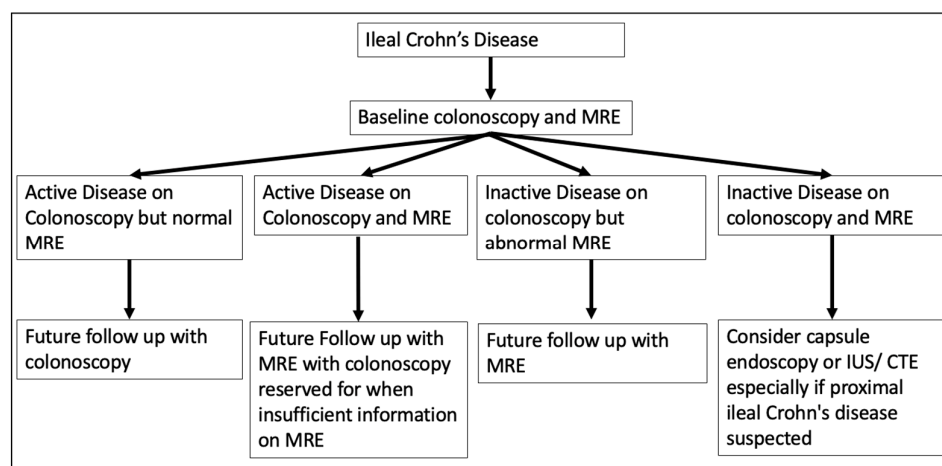 Ileal Crohn’s Disease
Baseline colonoscopy and MRE
Active Disease on
Colonoscopy but normal
MRE
Active Disease on
Colonoscopy and MRE
Inactive Disease on
colonoscopy but
abnormal MRE
Inactive Disease on
colonoscopy and MRE
Future follow up with
colonoscopy
Future Follow up with
MRE with colonoscopy
reserved for when
insufficient information
on MRE
Future follow up with
MRE
Consider capsule
endoscopy or IUS/ CTE
especially if proximal
ileal Crohn's disease
suspected